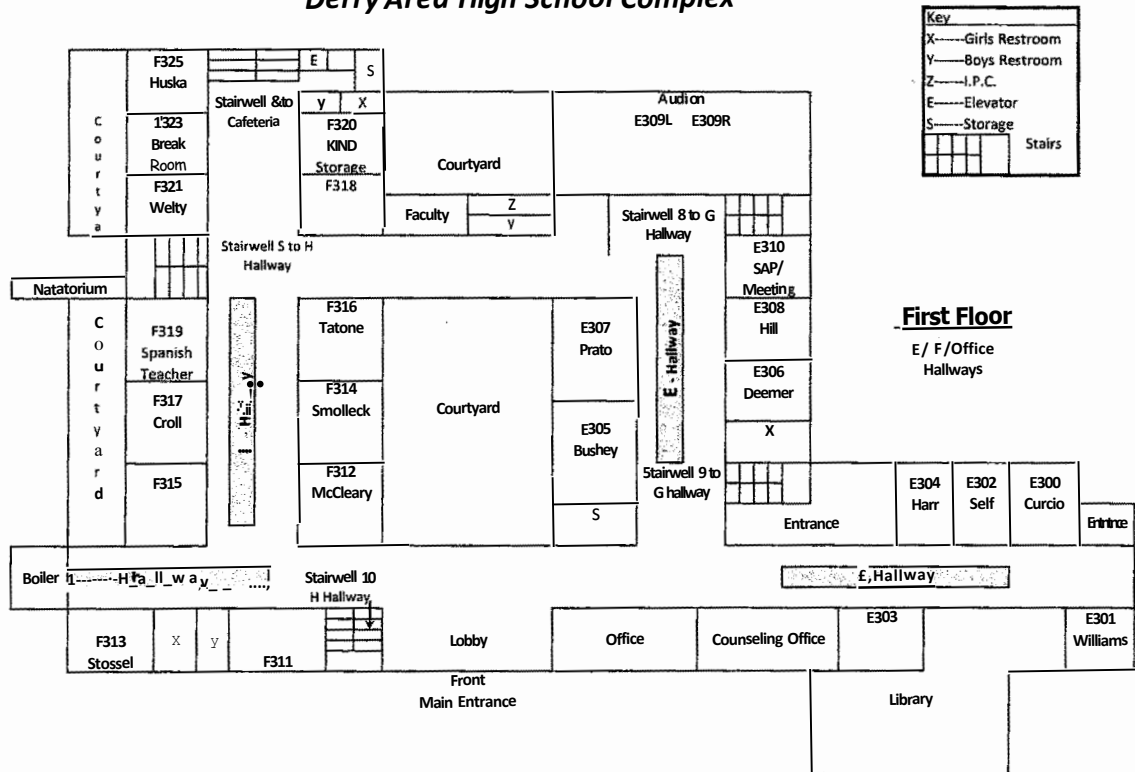 Derry Area High School Complex
Key
X-------Girls Restroom
Y-------Boys Restroom
Z-------I.P.C.
E-------Elevator
S-------Storage
Stairs
F325
Huska
E
S
Stairwell &to
Cafeteria
y X
Audion
E309L E309R
C
o
u
r
t
y
a
1'323
Break
Room
F320
KIND
Storage
Courtyard
F321
Welty
F318
Faculty
Z
y
Stairwell 8 to G
Hallway
Stairwell S to H
Hallway
E310
SAP/
Meeting
Natatorium
C
o
u
r
t
y
a
r
d
F319
Spanish
Teacher
F316
Tatone
E307
Prato
E - Hallway
E308
Hill
First Floor
E/ F/Office
Hallways
F317
Croll
F314
Smolleck
Courtyard
E306
Deemer
E305
Bushey
X
F315
F312
McCleary
Stairwell 9 to
G hallway
S
Entrance
E304
Harr
E302
Self
E300
Curcio
Boiler
Stairwell 10
H Hallway
£,Hallway
F313
Stossel
X
y
F311
Lobby
Office
Counseling Office
E303
E301
Williams
Front
Main Entrance
Library